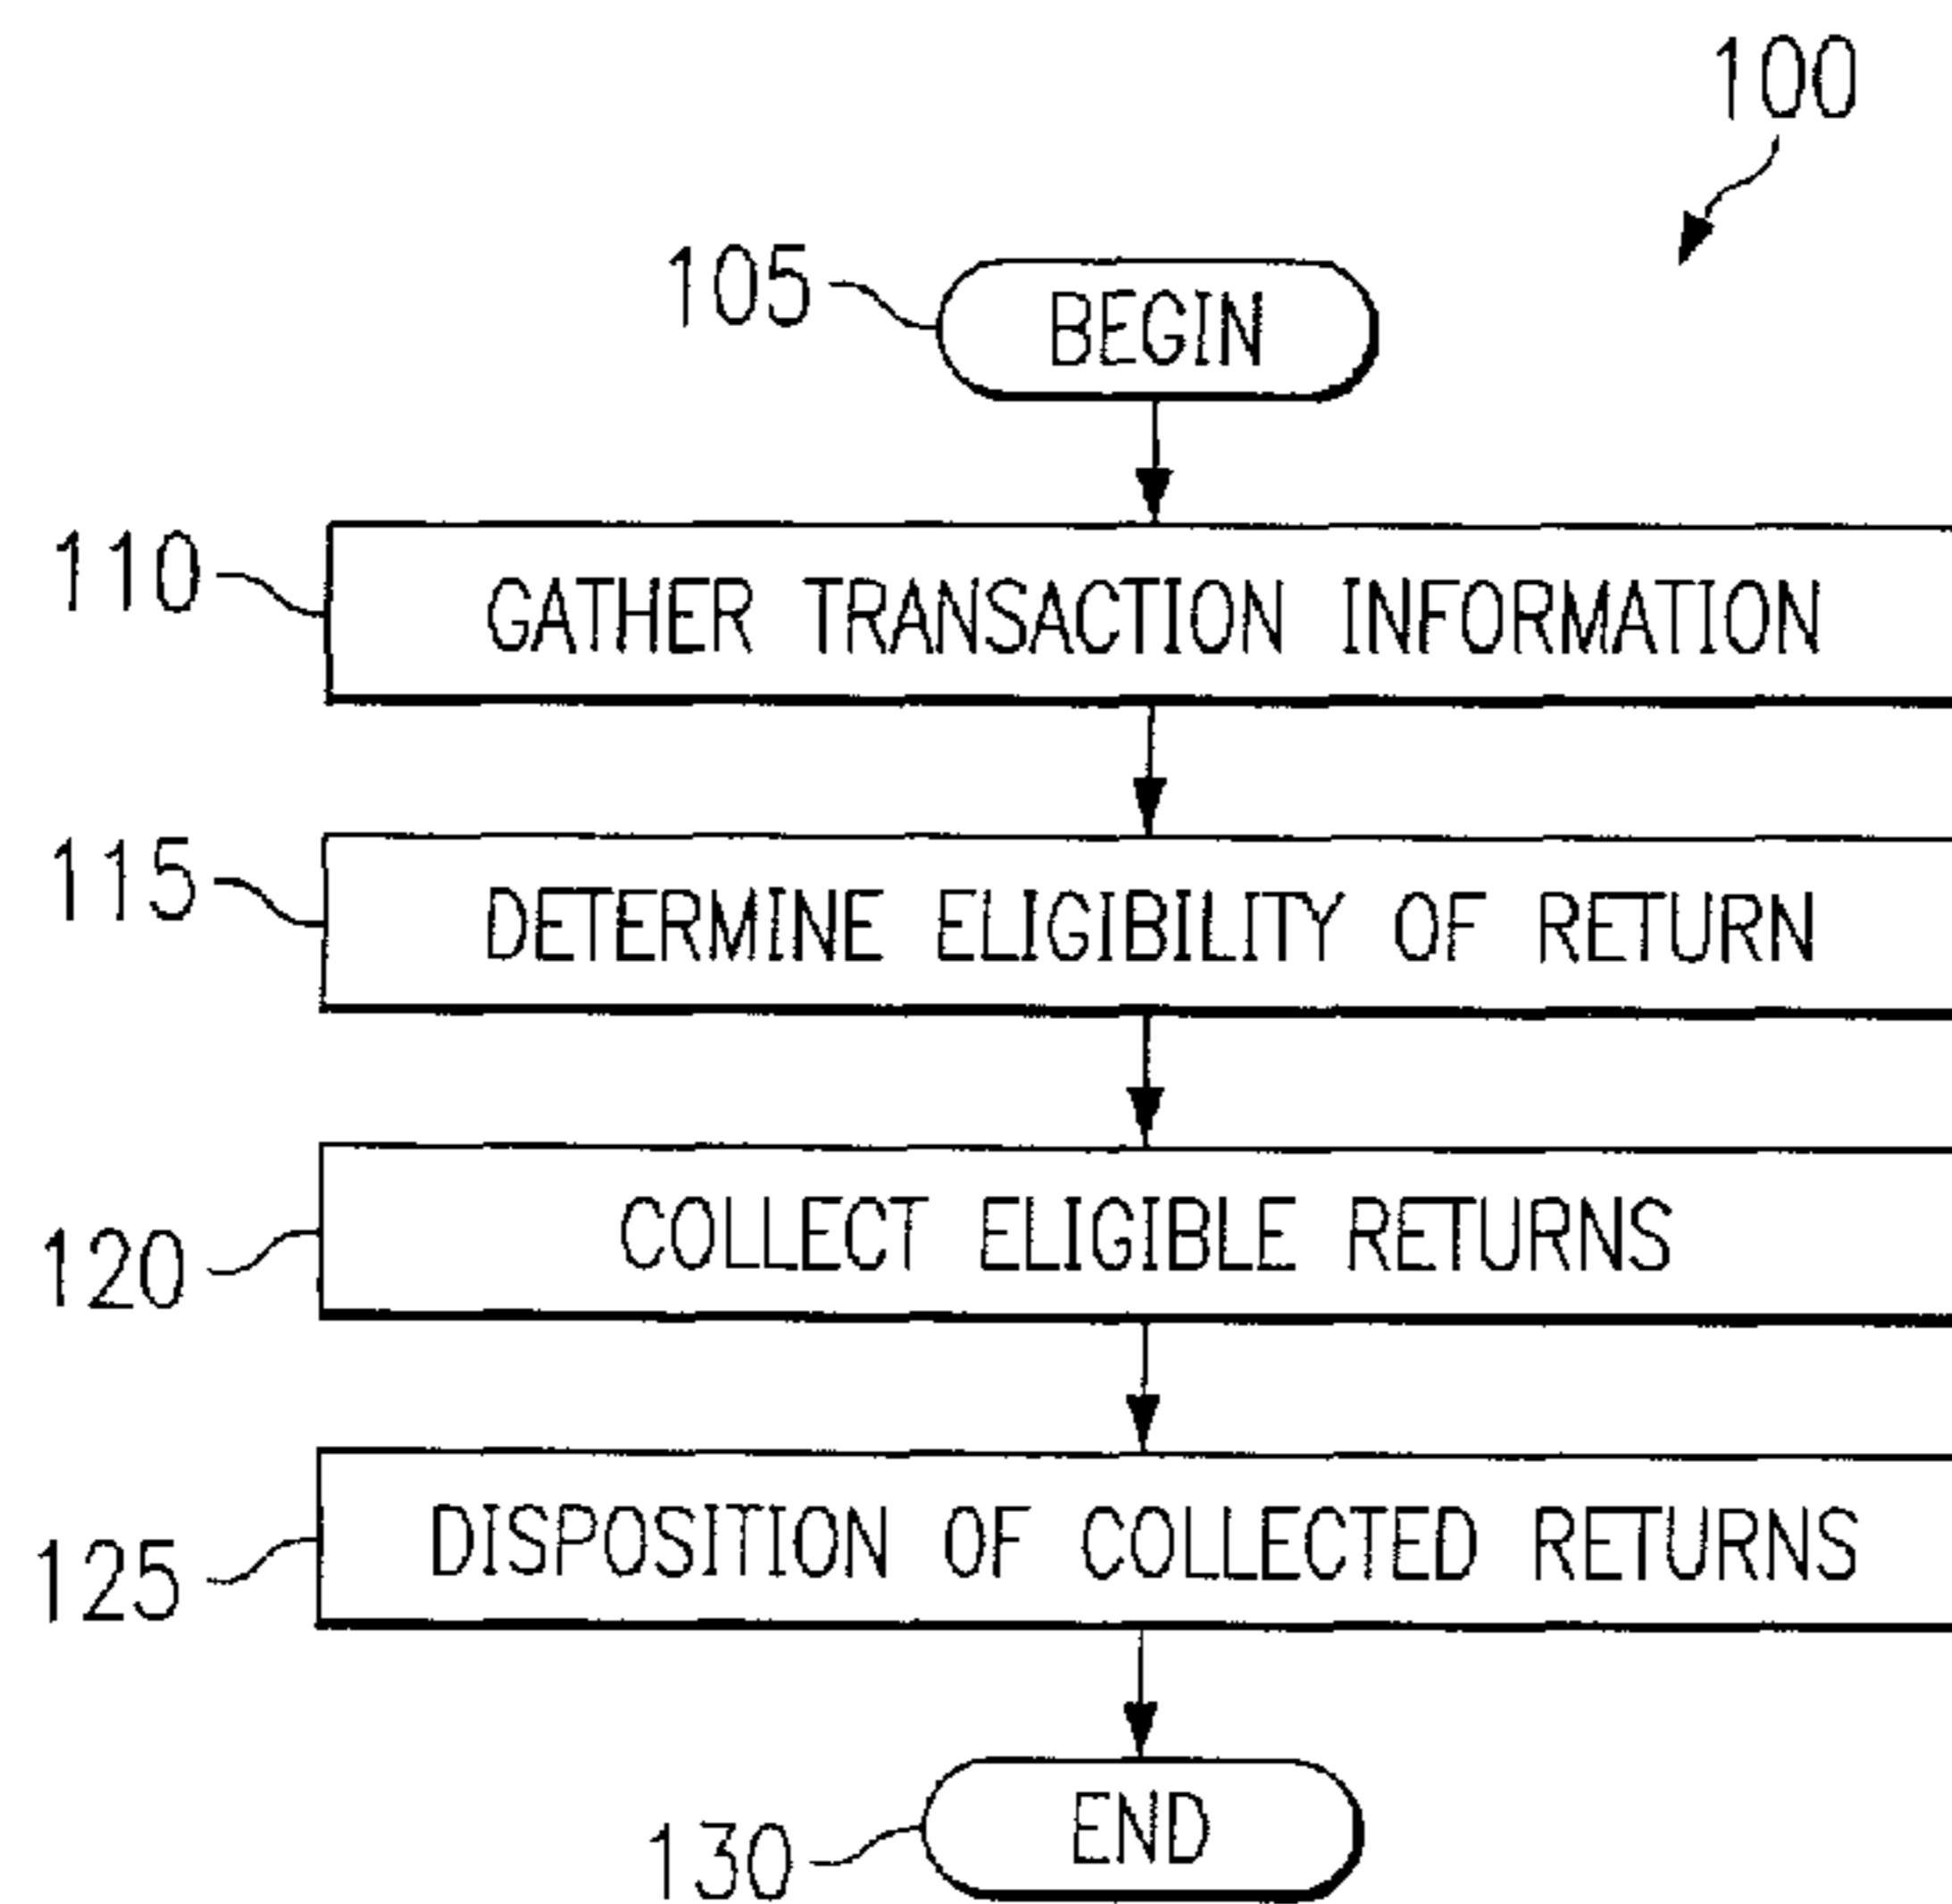 100
105
BEGIN
110
GATHER TRANSACTION INFORMATION
115
DETERMINE ELIGIBILITY OF RETURN
120
COLLECT ELIGIBLE RETURNS
125
DISPOSITION OF COLLECTED RETURNS
130
END